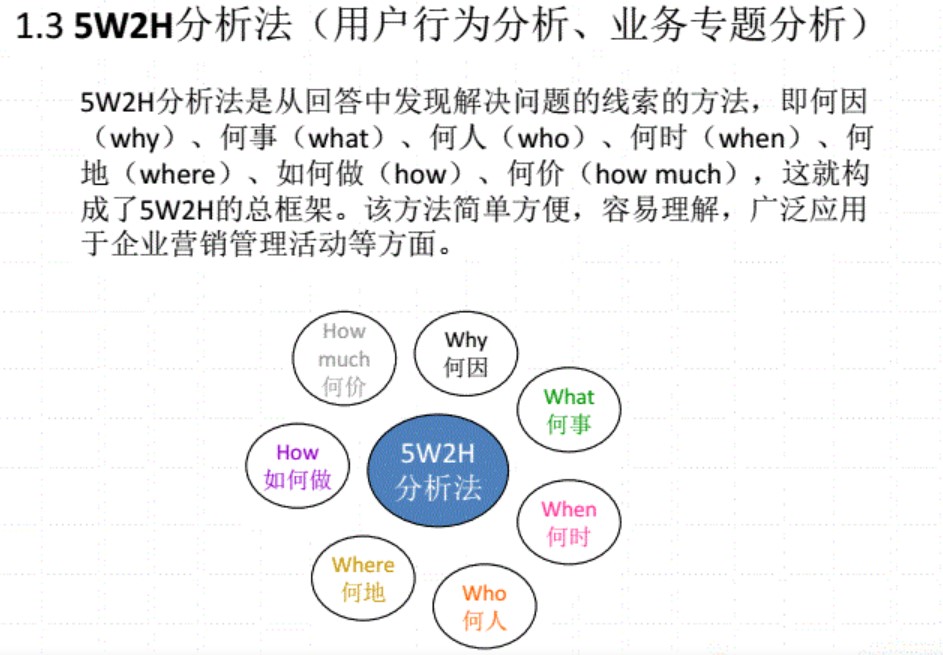 1.3 5W2H分析法（用户行为分析、业务专题分析）
5W2H分析法是从回答中发现解决问题的线索的方法，即何因
（why）、何事（what）、何人（who）、何时（when）、何
地（where）、如何做（how）、何价（how much），这就构
成了5W2H的总框架。该方法简单方便，容易理解，广泛应用
于企业营销管理活动等方面。
How
much
何价
Why
何因
What
何事
How
如何做
5W2H
分析法
When
何时
Where
何地
Who
何人